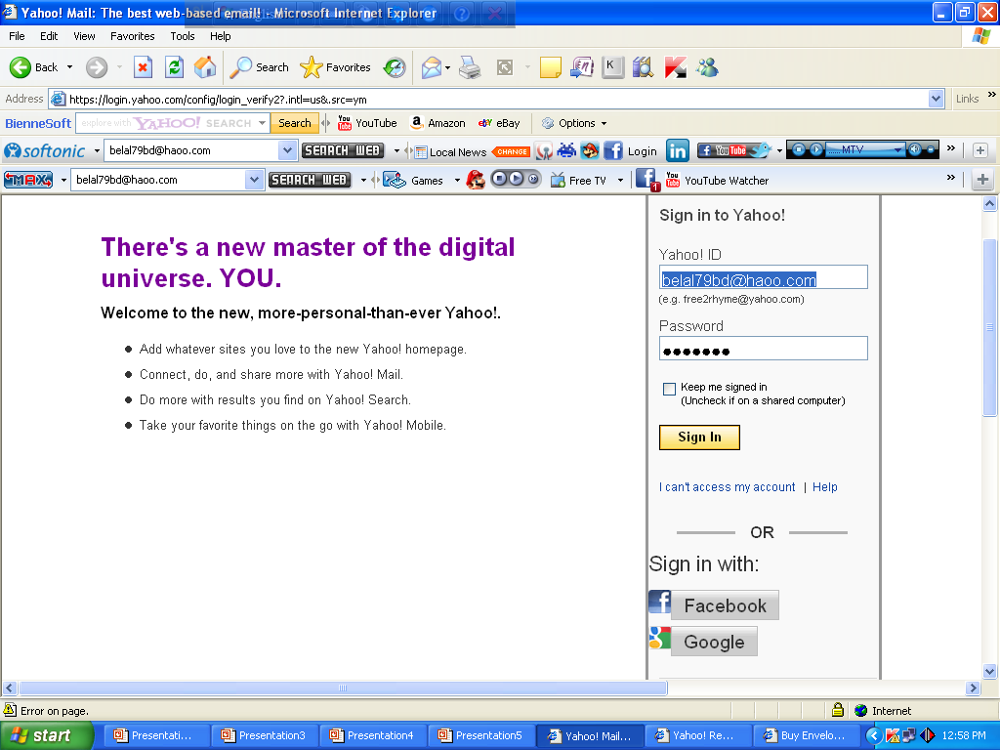 Yahoo! Mail: The best web-based email! - Microsoft Internet Explorer
File Edit View Favorites Tools Help
Back Search Favorites K
Address https://login.yahoo.com/config/login_verify2?.intl=us&.src=ym Links »
BienneSoft explore with YAHOO! SEARCH Search YouTube Amazon eBay Options
softonic belal79bd@haoo.com SEARCH WEB Local News CHANGE Login in f YouTube MTV »
MAX belal79bd@haoo.com SEARCH WEB Games Free TV 1 YouTube Watcher »
There's a new master of the digital
universe. YOU.
Welcome to the new, more-personal-than-ever Yahoo!.
Add whatever sites you love to the new Yahoo! homepage.
Connect, do, and share more with Yahoo! Mail.
Do more with results you find on Yahoo! Search.
Take your favorite things on the go with Yahoo! Mobile.
Sign in to Yahoo!
Yahoo! ID
belal79bd@haoo.com
(e.g. free2rhyme@yahoo.com)
Password
●●●●●●●
Keep me signed in
(Uncheck if on a shared computer)
Sign In
I can't access my account | Help
OR
Sign in with:
Facebook
Google
Error on page. Internet
start Presentati... Presentation3 Presentation4 Presentation5 Yahoo! Mail... Yahoo! Re... Buy Envelo... 12:58 PM